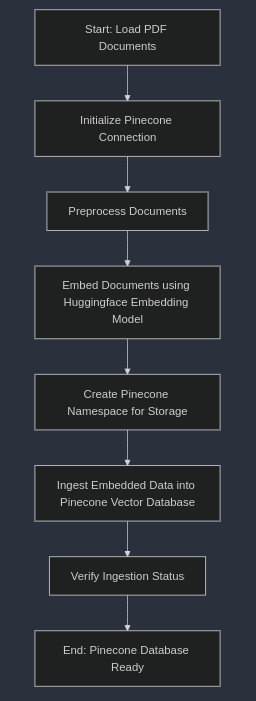 Start: Load PDF
Documents
Initialize Pinecone
Connection
Preprocess Documents
Embed Documents using
Huggingface Embedding
Model
Create Pinecone
Namespace for Storage
Ingest Embedded Data into
Pinecone Vector Database
Verify Ingestion Status
End: Pinecone Database
Ready